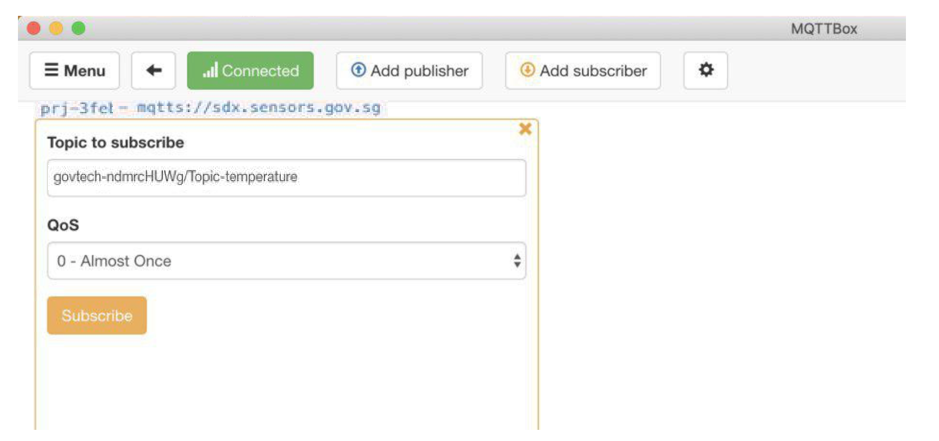 MQTTBox
Menu Connected Add publisher Add subscriber
prj-3fel - mqtts://sdx.sensors.gov.sg
Topic to subscribe
govtech-ndmrcHUWg/Topic-temperature
QoS
0 - Almost Once
Subscribe